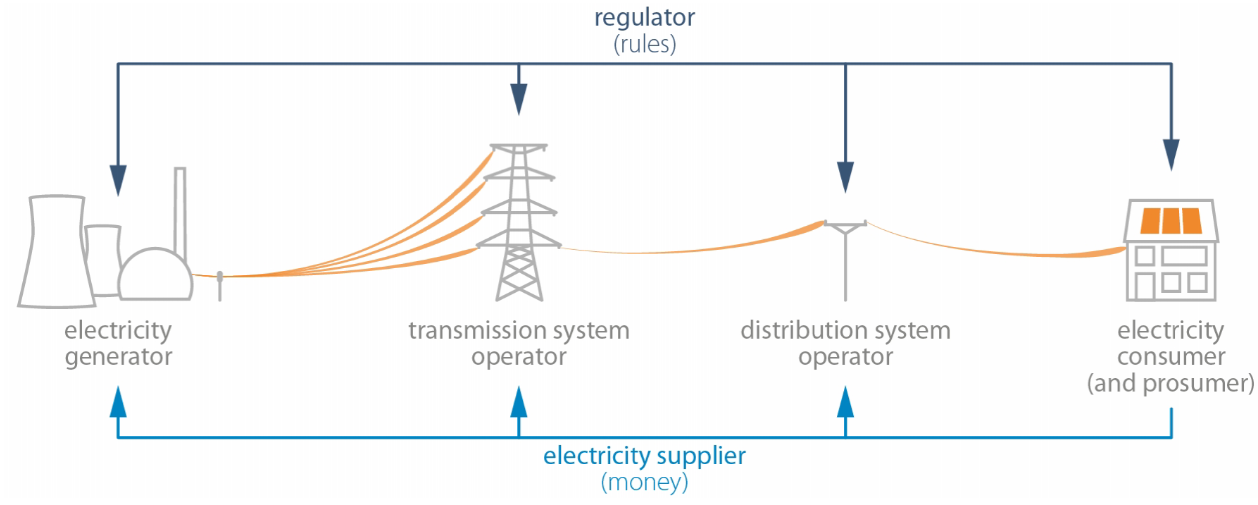 regulator
(rules)
electricity
generator
transmission system
operator
distribution system
operator
electricity
consumer
(and prosumer)
electricity supplier
(money)